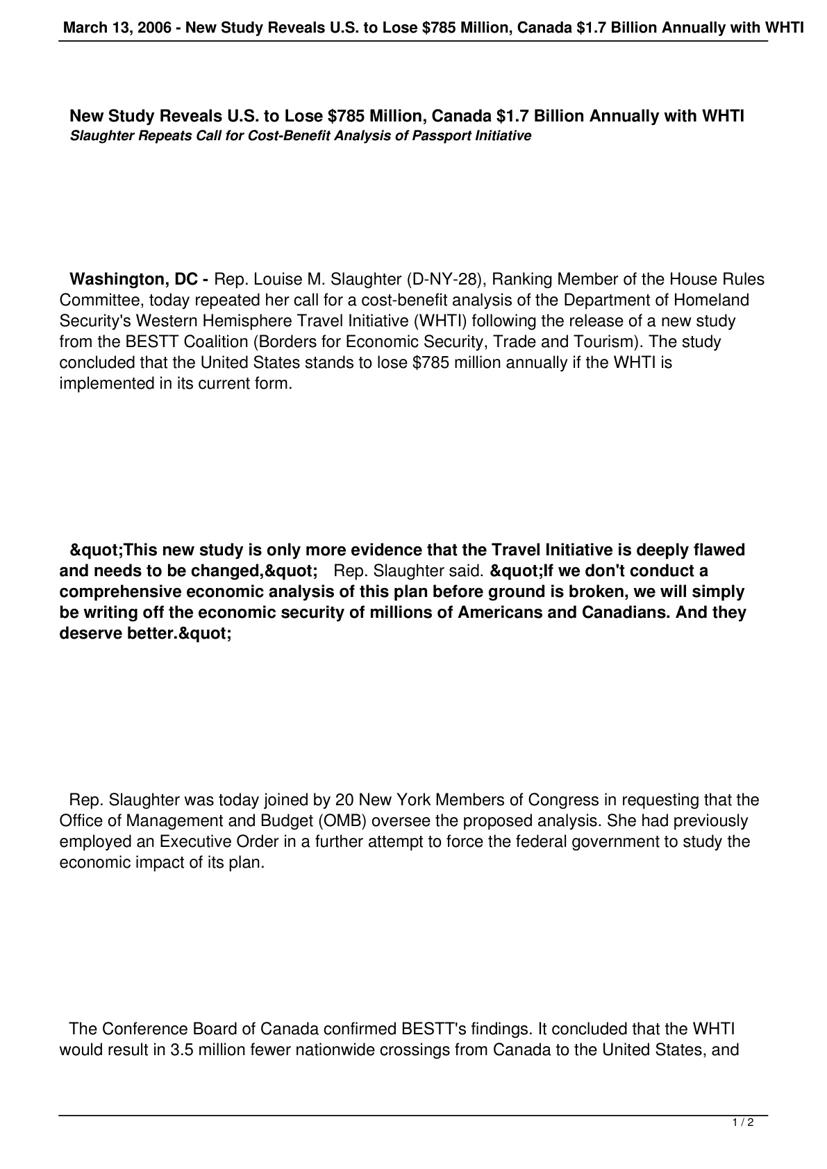 March 13, 2006 - New Study Reveals U.S. to Lose $785 Million, Canada $1.7 Billion Annually with WHTI
New Study Reveals U.S. to Lose $785 Million, Canada $1.7 Billion Annually with WHTI
Slaughter Repeats Call for Cost-Benefit Analysis of Passport Initiative
Washington, DC - Rep. Louise M. Slaughter (D-NY-28), Ranking Member of the House Rules
Committee, today repeated her call for a cost-benefit analysis of the Department of Homeland
Security's Western Hemisphere Travel Initiative (WHTI) following the release of a new study
from the BESTT Coalition (Borders for Economic Security, Trade and Tourism). The study
concluded that the United States stands to lose $785 million annually if the WHTI is
implemented in its current form.
&quot;This new study is only more evidence that the Travel Initiative is deeply flawed
and needs to be changed,&quot; Rep. Slaughter said. &quot;If we don't conduct a
comprehensive economic analysis of this plan before ground is broken, we will simply
be writing off the economic security of millions of Americans and Canadians. And they
deserve better.&quot;
Rep. Slaughter was today joined by 20 New York Members of Congress in requesting that the
Office of Management and Budget (OMB) oversee the proposed analysis. She had previously
employed an Executive Order in a further attempt to force the federal government to study the
economic impact of its plan.
The Conference Board of Canada confirmed BESTT's findings. It concluded that the WHTI
would result in 3.5 million fewer nationwide crossings from Canada to the United States, and
1 / 2